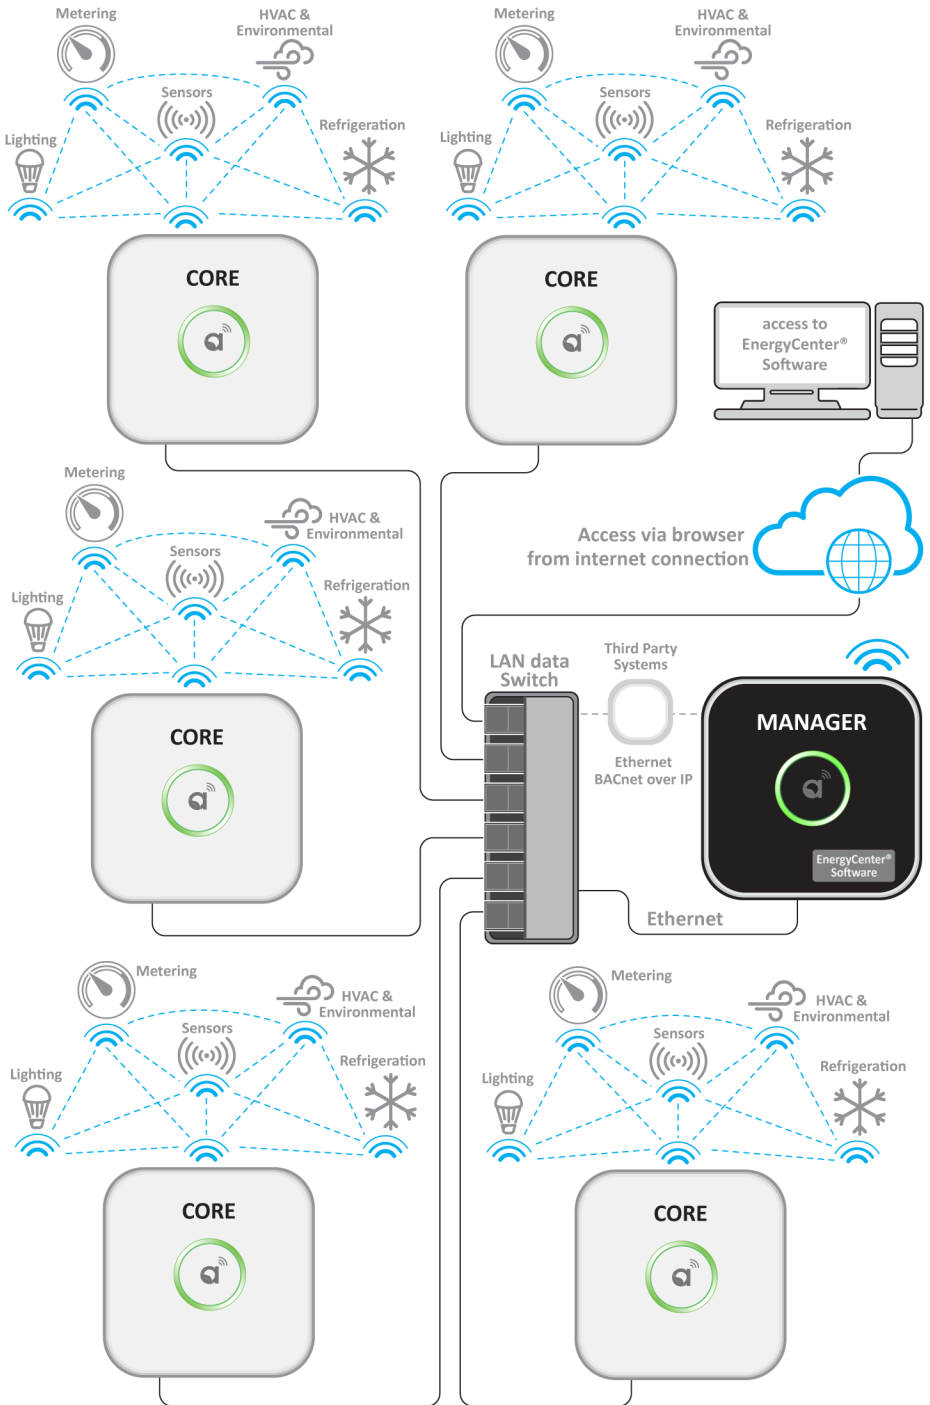 Metering
HVAC &
Environmental
Sensors
Lighting
Refrigeration
CORE
a
Metering
HVAC &
Environmental
Sensors
Lighting
Refrigeration
CORE
a
access to
EnergyCenter®
Software
Metering
HVAC &
Environmental
Sensors
Lighting
Refrigeration
CORE
a
Access via browser
from internet connection
LAN data
Switch
Third Party
Systems
Ethernet
BACnet over IP
MANAGER
a
EnergyCenter®
Software
Ethernet
Metering
HVAC &
Environmental
Sensors
Lighting
Refrigeration
CORE
a
Metering
HVAC &
Environmental
Sensors
Lighting
Refrigeration
CORE
a